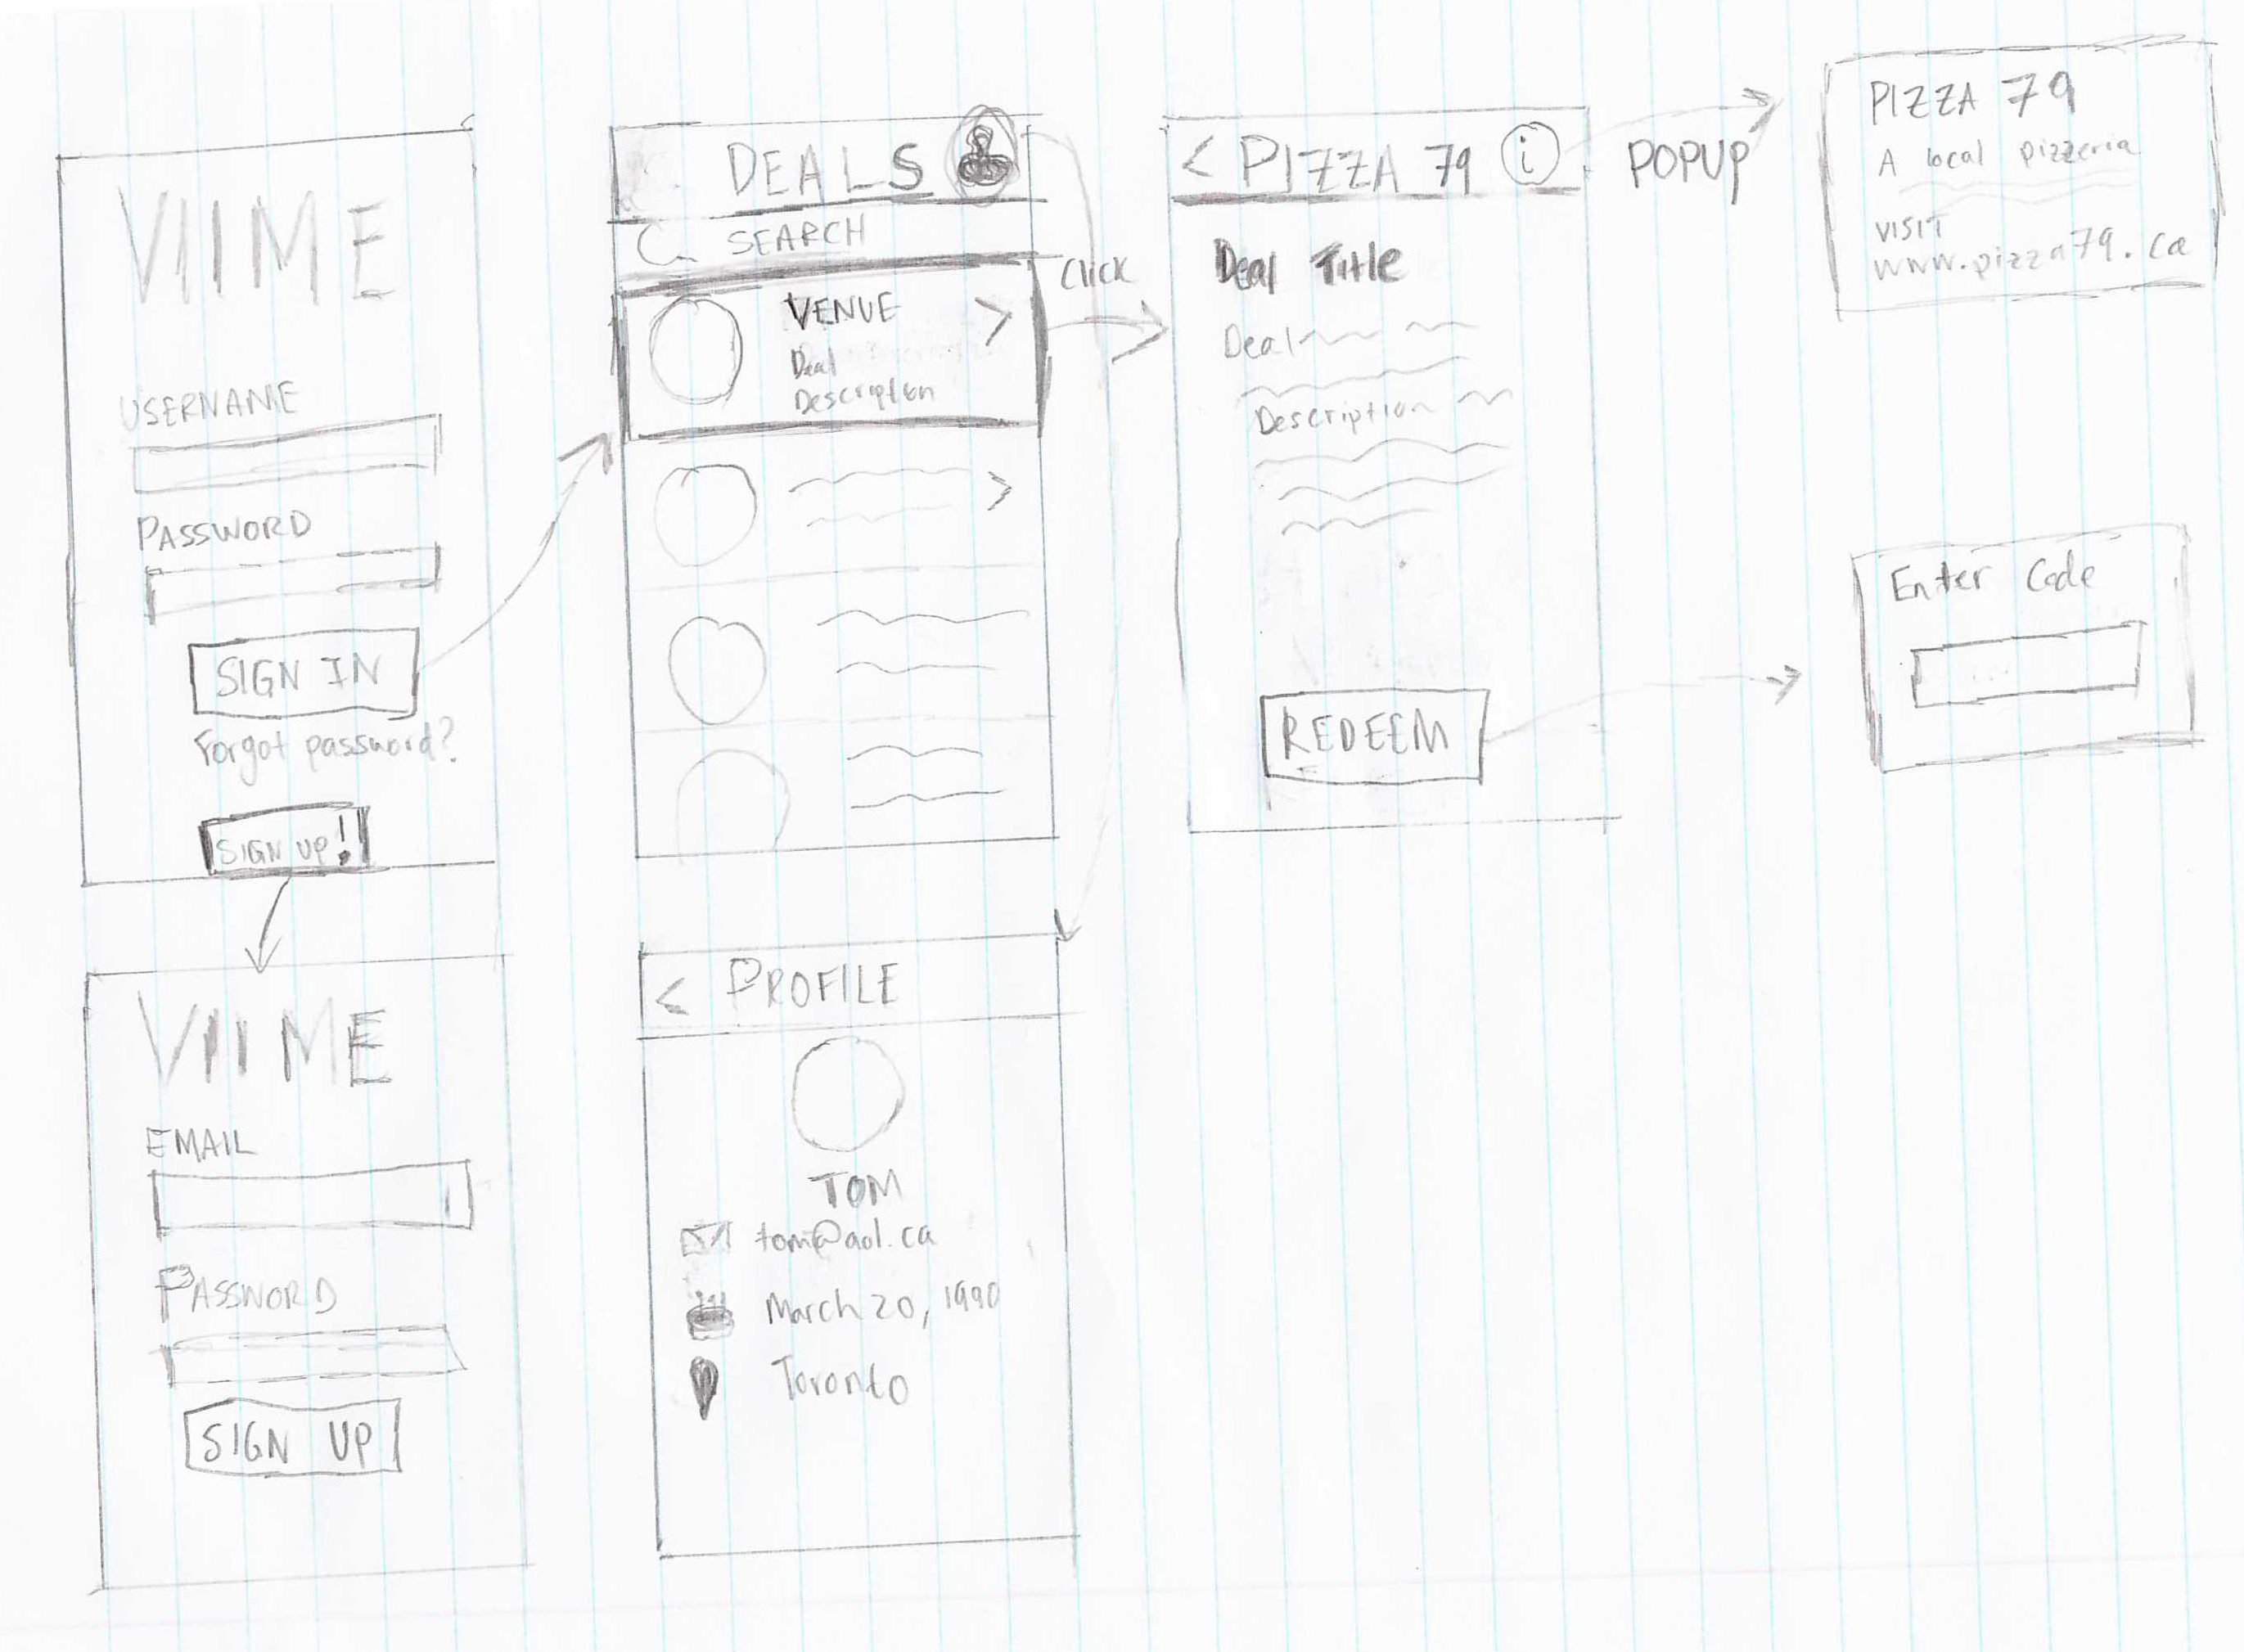 VIIME
USERNAME
PASSWORD
SIGN IN
Forgot password?
SIGN UP!
DEALS
SEARCH
VENUE
Deal
Description
Click
< PIZZA 79 i
Deal Title
Deal
Description
REDEEM
POPUP
PIZZA 79
A local pizzeria
VISIT
www.pizza79.ca
Enter Code
VIIME
EMAIL
PASSWORD
SIGN UP
< PROFILE
TOM
tom@aol.ca
March 20, 1990
Toronto